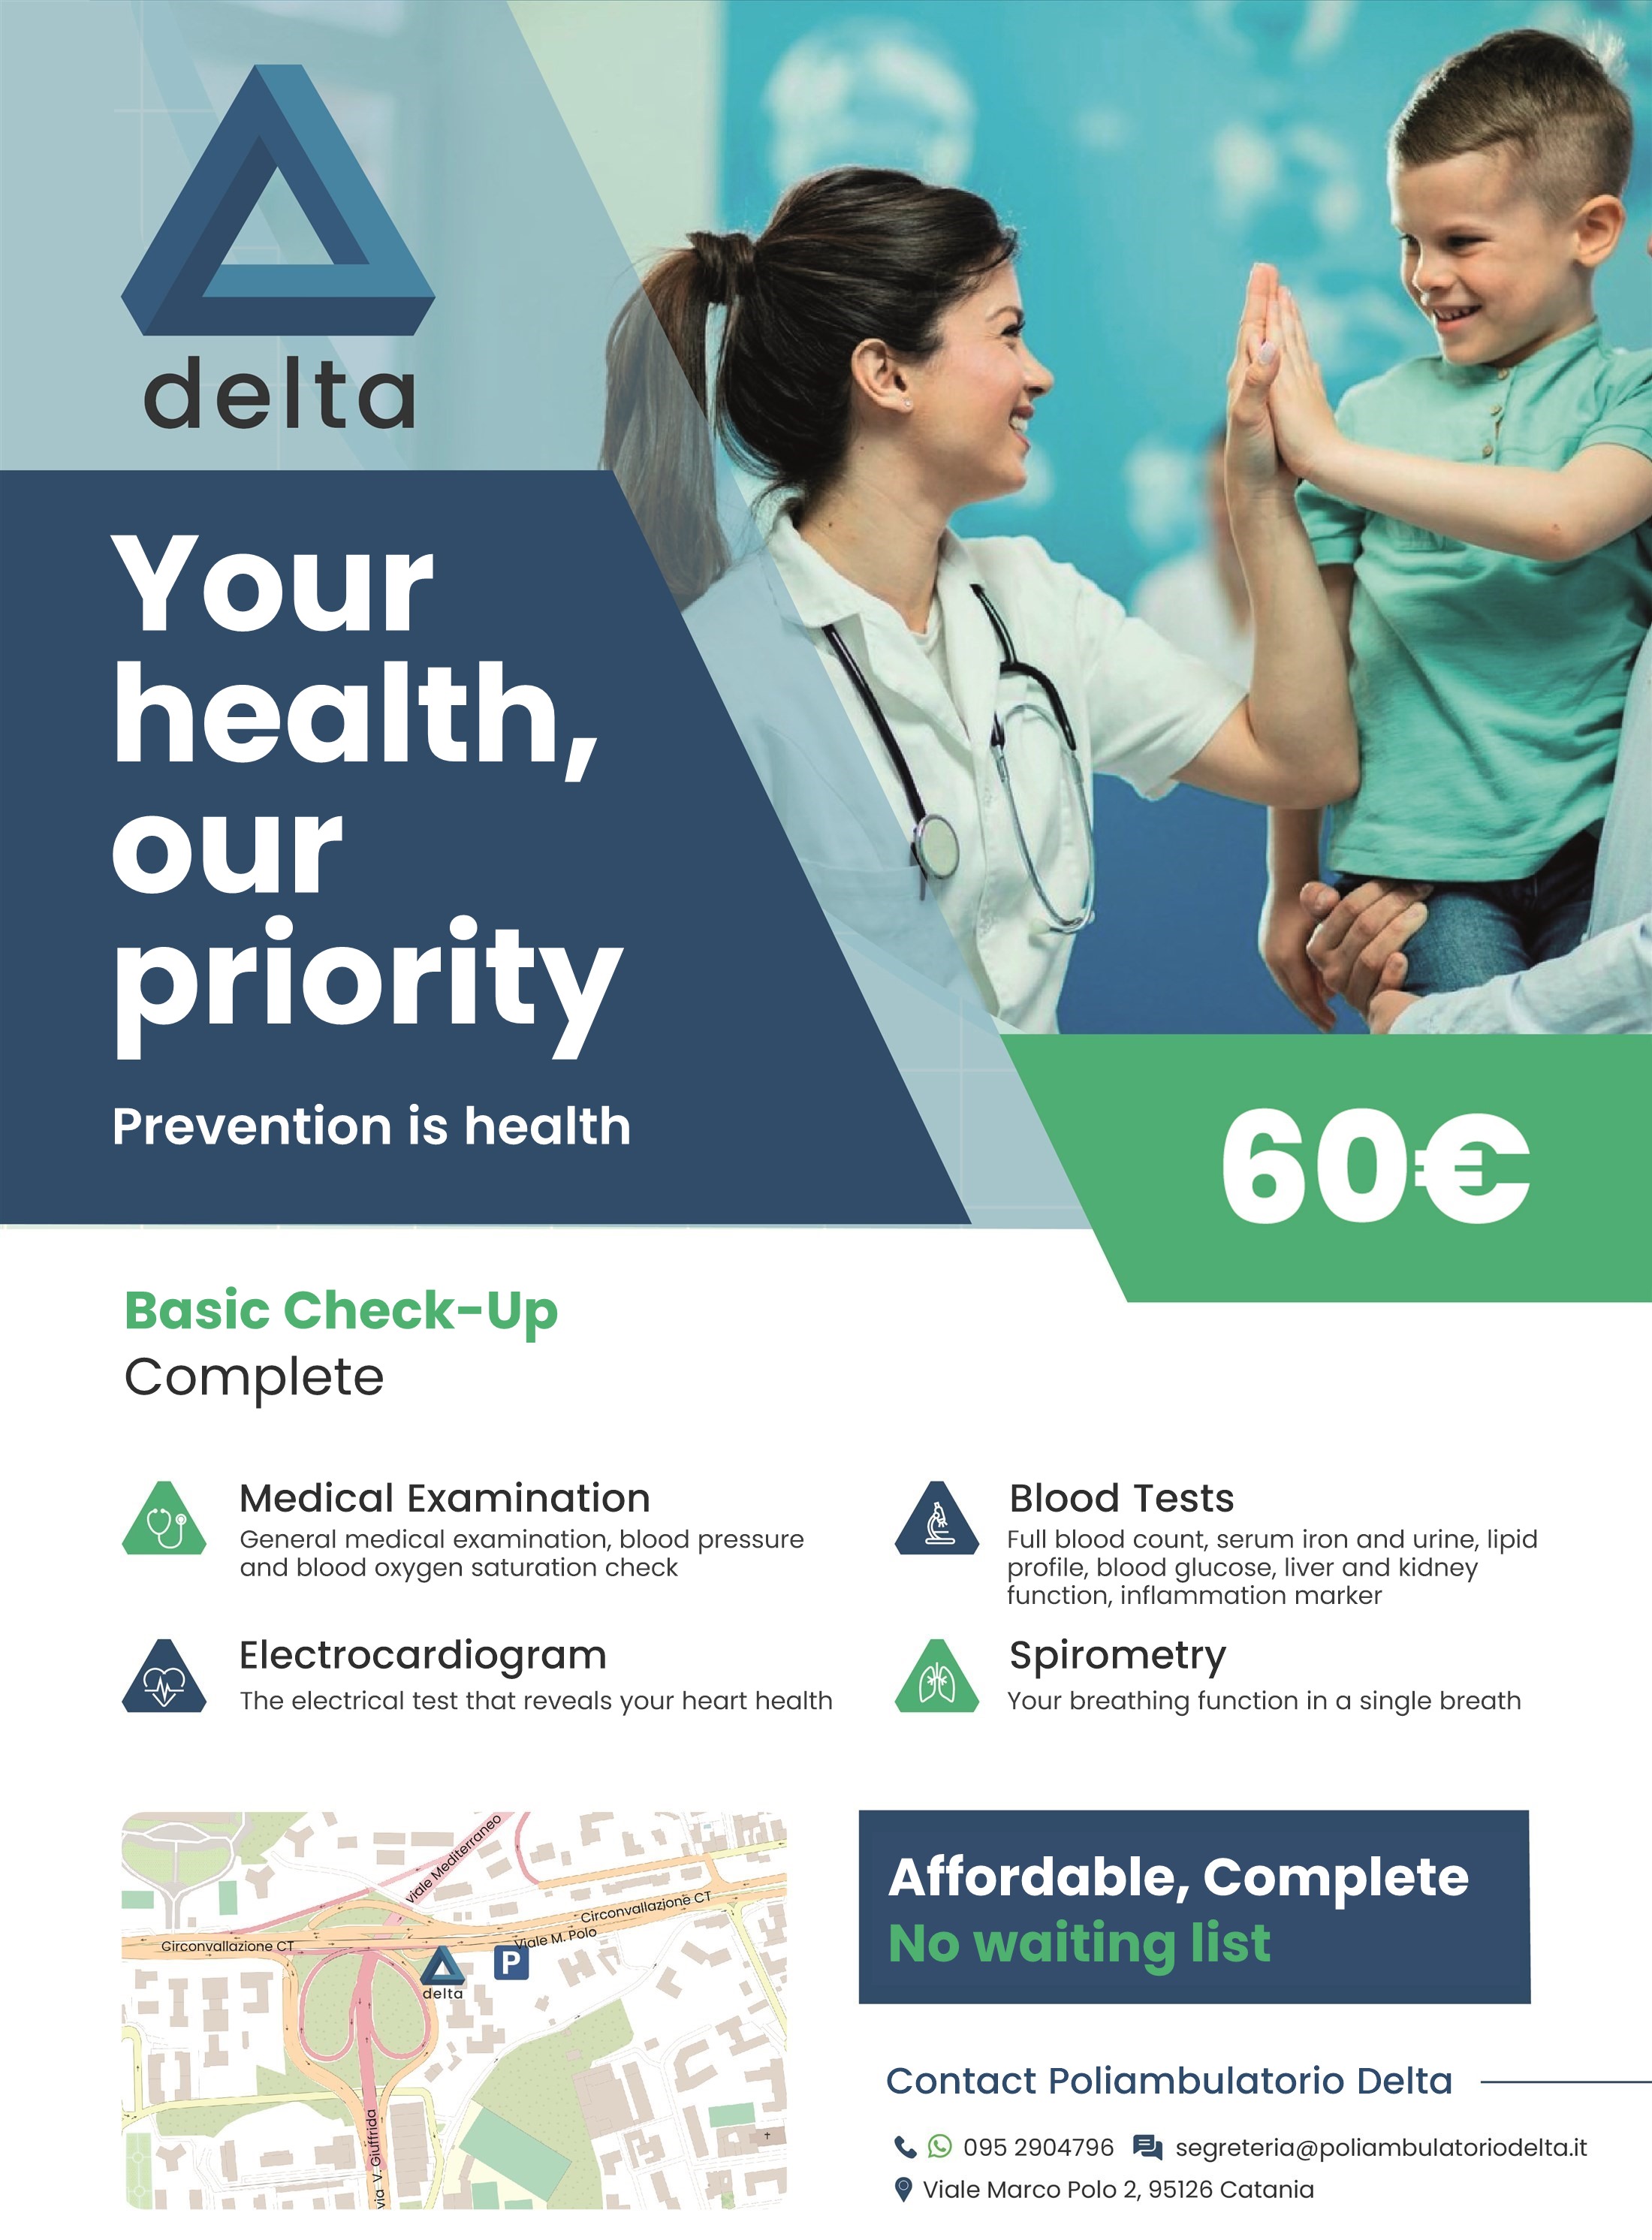 delta
Your
health,
our
priority
Prevention is health
60€
Basic Check-Up
Complete
Medical Examination
General medical examination, blood pressure
and blood oxygen saturation check
Blood Tests
Full blood count, serum iron and urine, lipid
profile, blood glucose, liver and kidney
function, inflammation marker
Electrocardiogram
The electrical test that reveals your heart health
Spirometry
Your breathing function in a single breath
viale Mediterraneo
Circonvallazione CT
Viale M. Polo
Girconvallazione CT
P
delta
via V. Giuffrida
Affordable, Complete
No waiting list
Contact Poliambulatorio Delta
095 2904796 segreteria@poliambulatoriodelta.it
Viale Marco Polo 2, 95126 Catania